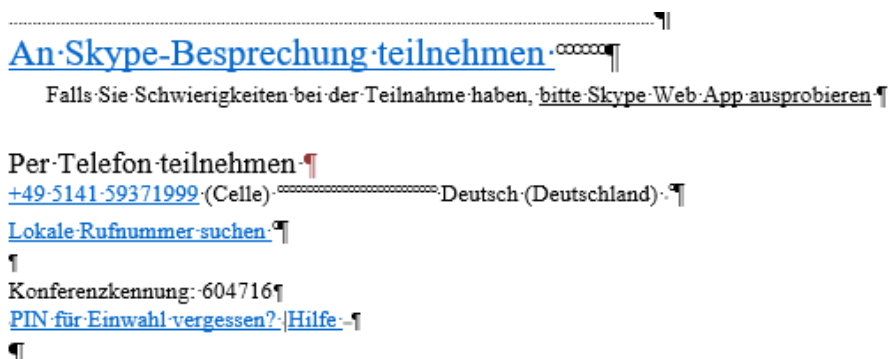 An Skype-Besprechung teilnehmen
Falls Sie Schwierigkeiten bei der Teilnahme haben, bitte Skype Web App ausprobieren
Per Telefon teilnehmen
+49 5141 59371999 (Celle) Deutsch (Deutschland)
Lokale Rufnummer suchen
Konferenzkennung: 604716
PIN für Einwahl vergessen? |Hilfe